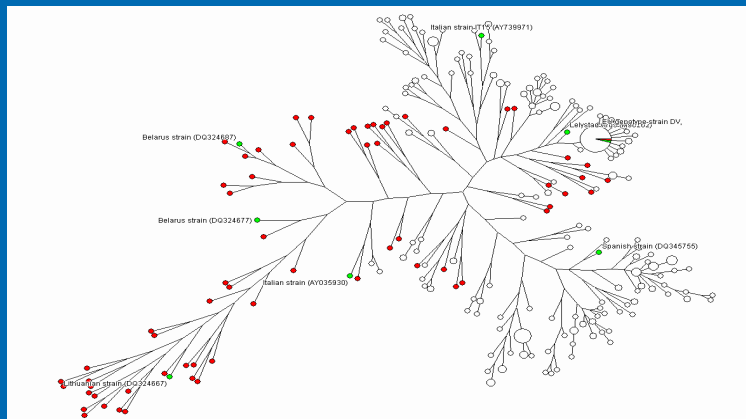 Italian strain IT15 (AY739971)
Belarus strain (DQ324687)
Spanish strain (DQ345755)
Belarus strain (DQ324677)
Italian strain (AY035930)
Lithuanian strain (DQ324667)